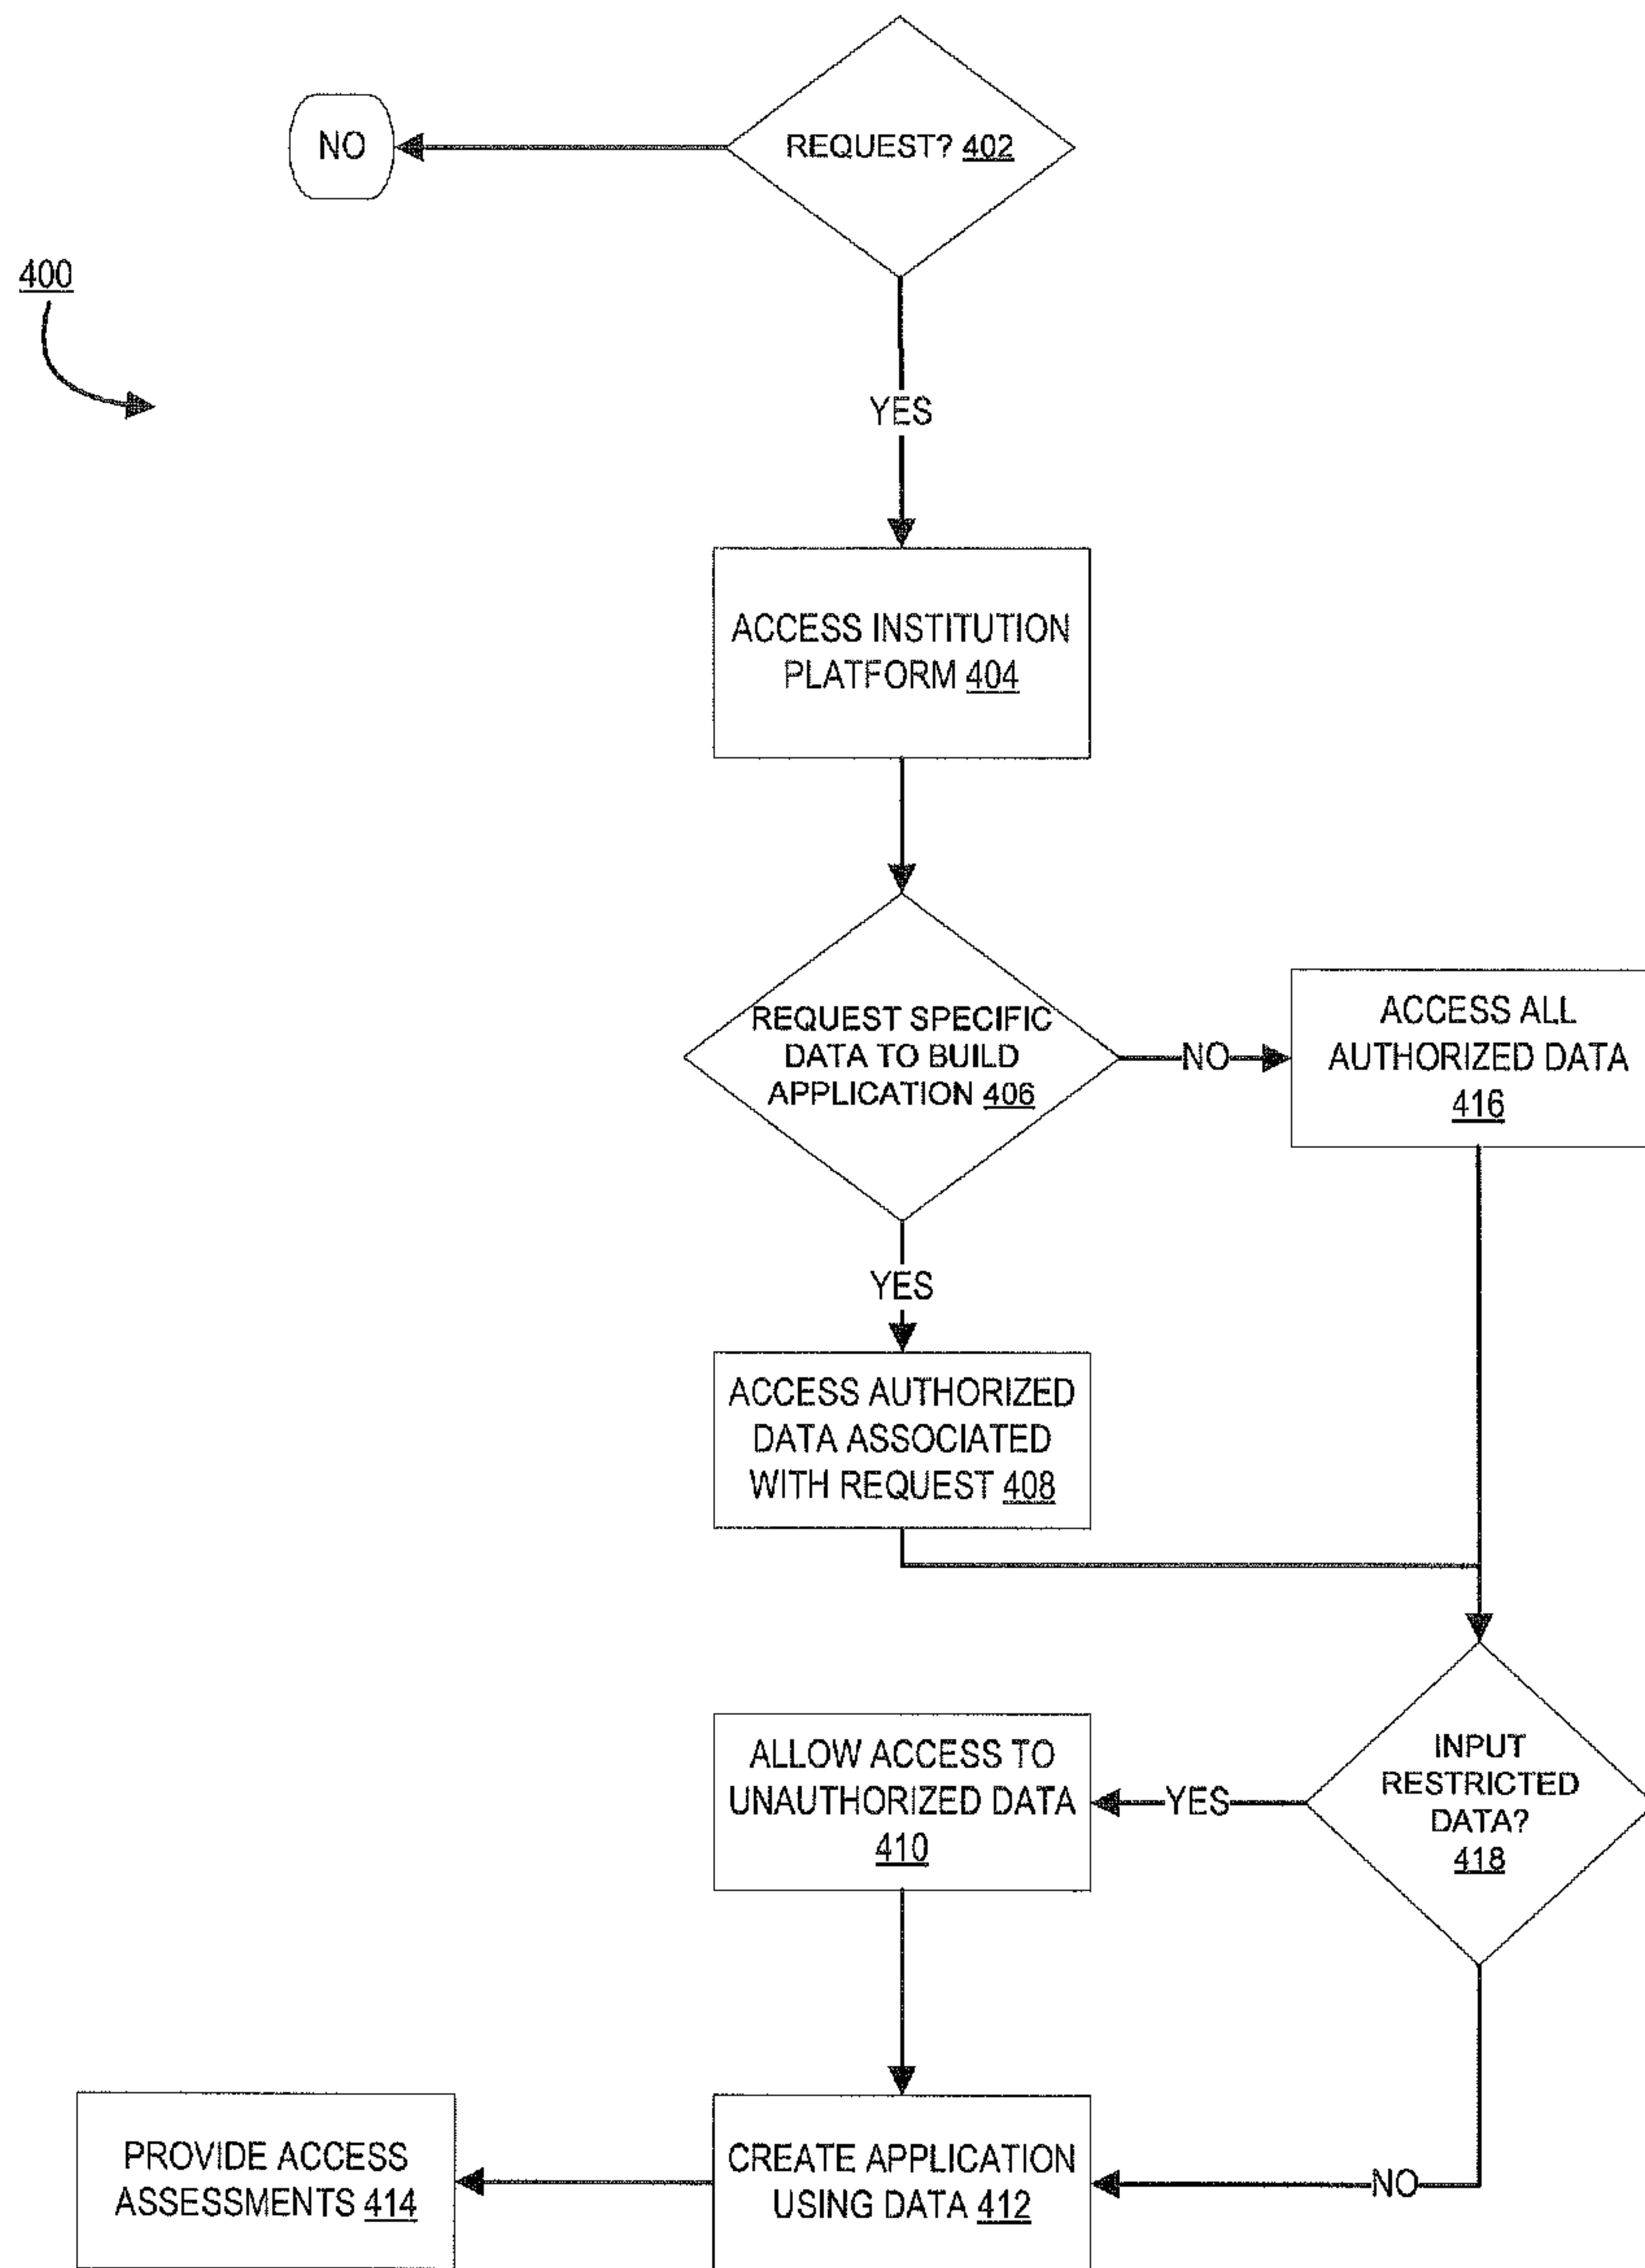 REQUEST? 402
NO
400
YES
ACCESS INSTITUTION
PLATFORM 404
REQUEST SPECIFIC
DATA TO BUILD
APPLICATION 406
NO
ACCESS ALL
AUTHORIZED DATA
416
YES
ACCESS AUTHORIZED
DATA ASSOCIATED
WITH REQUEST 408
INPUT
RESTRICTED
DATA?
418
YES
ALLOW ACCESS TO
UNAUTHORIZED DATA
410
NO
CREATE APPLICATION
USING DATA 412
PROVIDE ACCESS
ASSESSMENTS 414